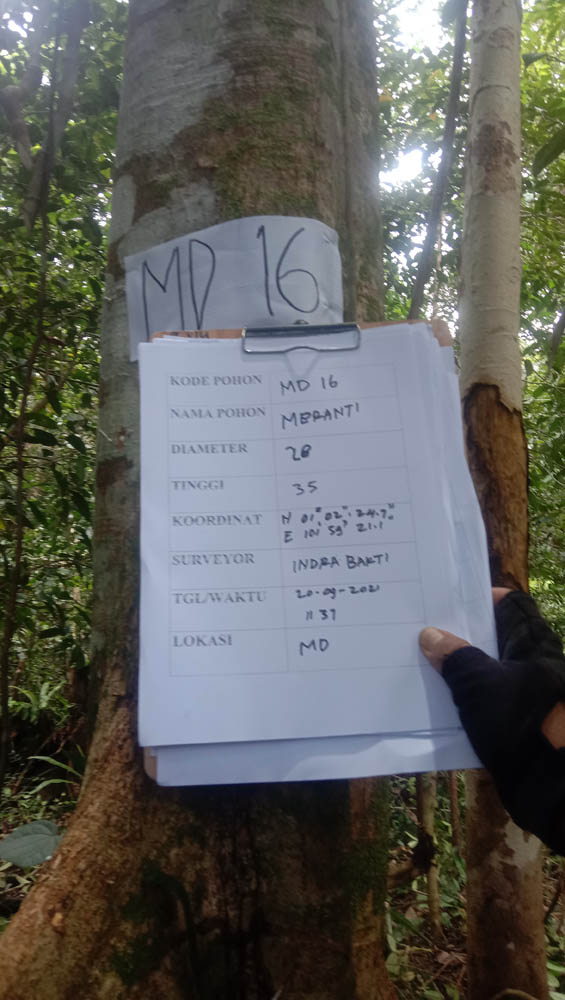 MD 16
KODE POHON MD 16
NAMA POHON MERANTI
DIAMETER 28
TINGGI 35
KOORDINAT N 01° 02' 24.7"
E 101° 59' 21.1
SURVEYOR INDRA BAKTI
TGL/WAKTU 20-09-2021
11 37
LOKASI MD